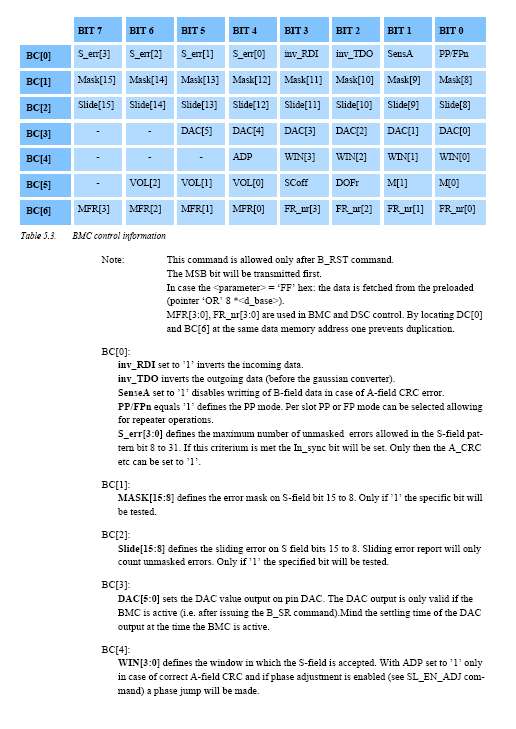 BIT 7 BIT 6 BIT 5 BIT 4 BIT 3 BIT 2 BIT 1 BIT 0
BC[0] S_err[3] S_err[2] S_err[1] S_err[0] inv_RDI inv_TDO SensA PP/FPn
BC[1] Mask[15] Mask[14] Mask[13] Mask[12] Mask[11] Mask[10] Mask[9] Mask[8]
BC[2] Slide[15] Slide[14] Slide[13] Slide[12] Slide[11] Slide[10] Slide[9] Slide[8]
BC[3] - - DAC[5] DAC[4] DAC[3] DAC[2] DAC[1] DAC[0]
BC[4] - - - ADP WIN[3] WIN[2] WIN[1] WIN[0]
BC[5] - VOL[2] VOL[1] VOL[0] SCoff DOFr M[1] M[0]
BC[6] MFR[3] MFR[2] MFR[1] MFR[0] FR_nr[3] FR_nr[2] FR_nr[1] FR_nr[0]
Table 5.3. BMC control information
Note: This command is allowed only after B_RST command.
The MSB bit will be transmitted first.
In case the <parameter> = ‘FF’ hex: the data is fetched from the preloaded
(pointer ‘OR’ 8 *<d_base>).
MFR[3:0], FR_nr[3:0] are used in BMC and DSC control. By locating DC[0]
and BC[6] at the same data memory address one prevents duplication.
BC[0]:
inv_RDI set to ’1’ inverts the incoming data.
inv_TDO inverts the outgoing data (before the gaussian converter).
SenseA set to ’1’ disables writting of B-field data in case of A-field CRC error.
PP/FPn equals ’1’ defines the PP mode. Per slot PP or FP mode can be selected allowing
for repeater operations.
S_err[3:0] defines the maximum number of unmasked errors allowed in the S-field pat-
tern bit 8 to 31. If this criterium is met the In_sync bit will be set. Only then the A_CRC
etc can be set to ’1’.
BC[1]:
MASK[15:8] defines the error mask on S-field bit 15 to 8. Only if ’1’ the specific bit will
be tested.
BC[2]:
Slide[15:8] defines the sliding error on S field bits 15 to 8. Sliding error report will only
count unmasked errors. Only if ’1’ the specified bit will be tested.
BC[3]:
DAC[5:0] sets the DAC value output on pin DAC. The DAC output is only valid if the
BMC is active (i.e. after issuing the B_SR command).Mind the settling time of the DAC
output at the time the BMC is active.
BC[4]:
WIN[3:0] defines the window in which the S-field is accepted. With ADP set to ’1’ only
in case of correct A-field CRC and if phase adjustment is enabled (see SL_EN_ADJ com-
mand) a phase jump will be made.